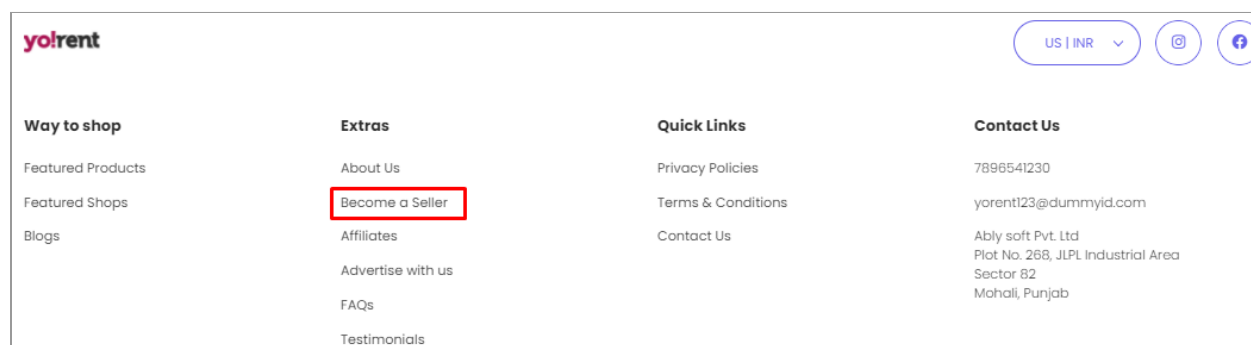 yo!rent
US | INR
Way to shop
Featured Products
Featured Shops
Blogs
Extras
About Us
Become a Seller
Affiliates
Advertise with us
FAQs
Testimonials
Quick Links
Privacy Policies
Terms & Conditions
Contact Us
Contact Us
7896541230
yorent123@dummyid.com
Ably soft Pvt. Ltd
Plot No. 268, JLPL Industrial Area
Sector 82
Mohali, Punjab